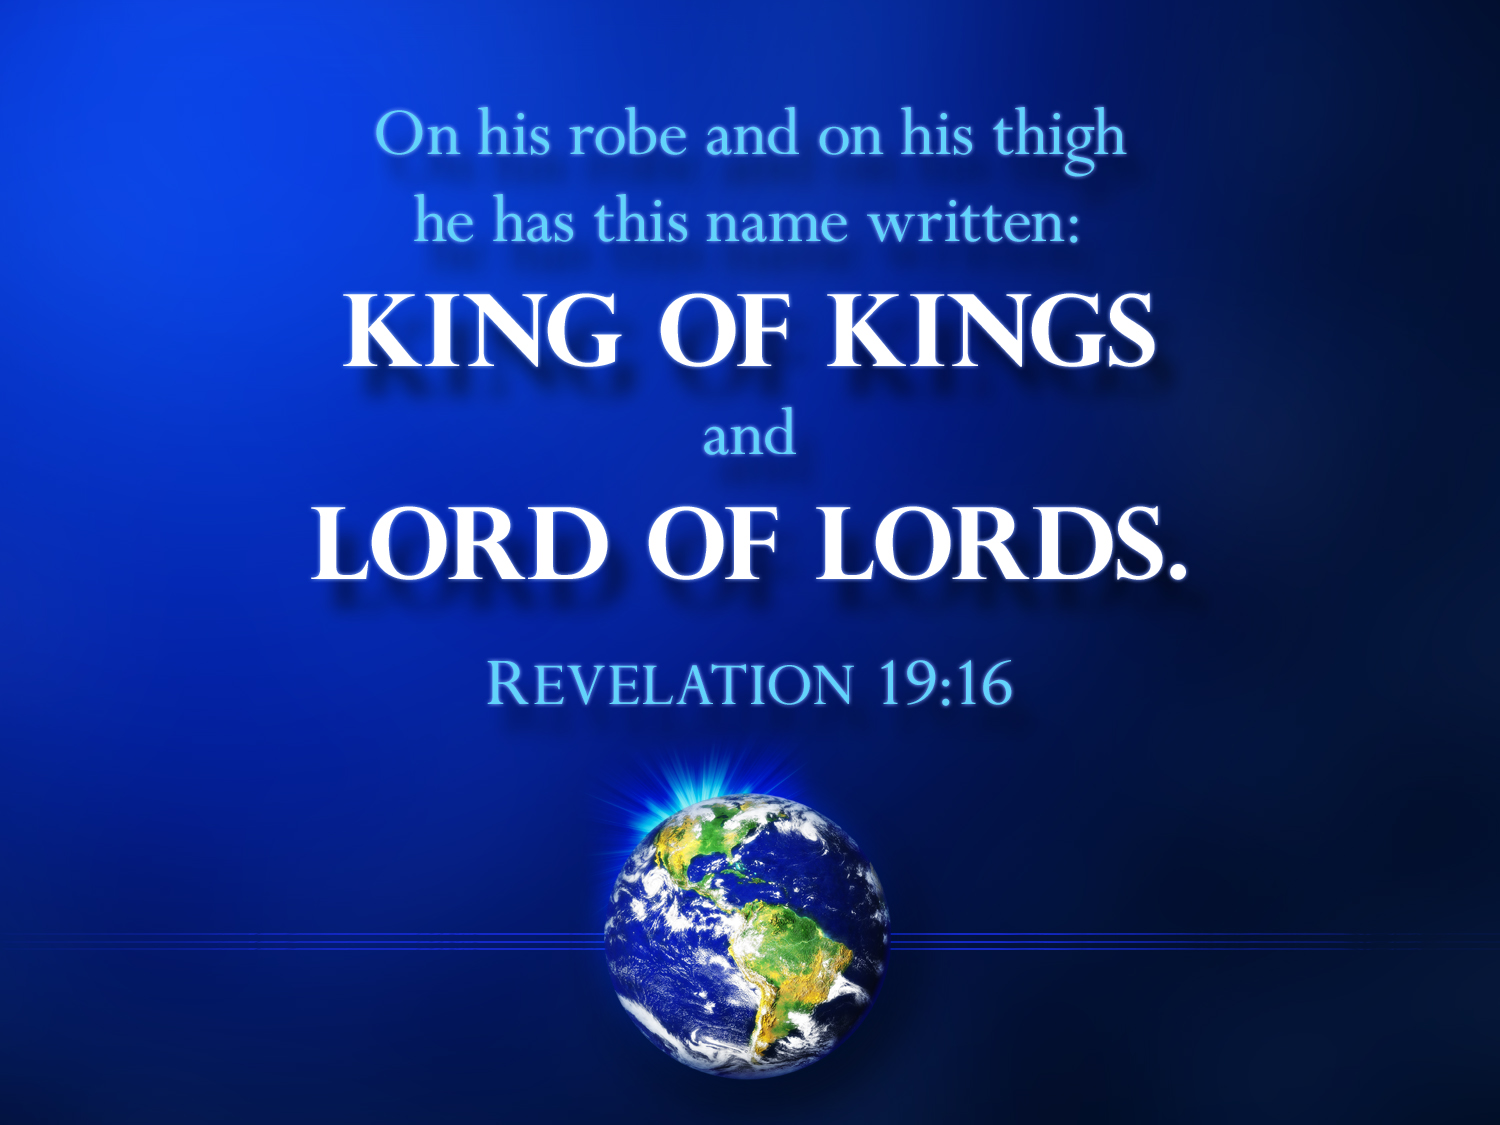 On his robe and on his thigh
he has this name written:
KING OF KINGS
and
LORD OF LORDS.
REVELATION 19:16